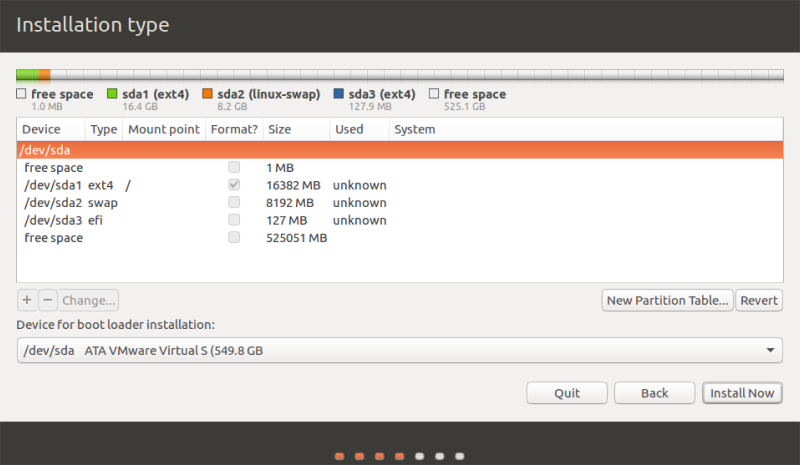 Installation type
free space sda1 (ext4) sda2 (linux-swap) sda3 (ext4) free space
1.0 MB 16.4 GB 8.2 GB 127.9 MB 525.1 GB
Device Type Mount point Format? Size Used System
/dev/sda
free space 1 MB
/dev/sda1 ext4 / 16382 MB unknown
/dev/sda2 swap 8192 MB unknown
/dev/sda3 efi 127 MB unknown
free space 525051 MB
+ − Change... New Partition Table... Revert
Device for boot loader installation:
/dev/sda ATA VMware Virtual S (549.8 GB
Quit Back Install Now